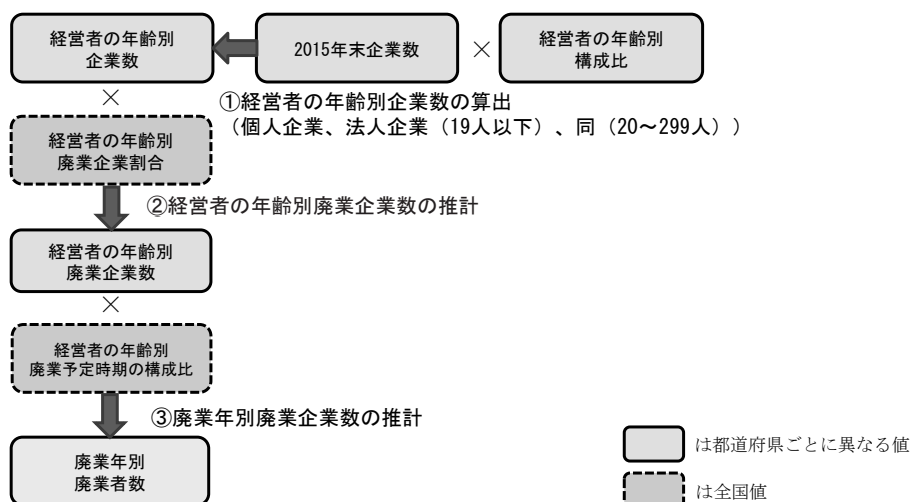 経営者の年齢別
企業数
2015年末企業数
×
経営者の年齢別
構成比
×
①経営者の年齢別企業数の算出
(個人企業、法人企業(19人以下)、同(20〜299人))
経営者の年齢別
廃業企業割合
②経営者の年齢別廃業企業数の推計
経営者の年齢別
廃業企業数
×
経営者の年齢別
廃業予定時期の構成比
③廃業年別廃業企業数の推計
廃業年別
廃業者数
は都道府県ごとに異なる値
は全国値